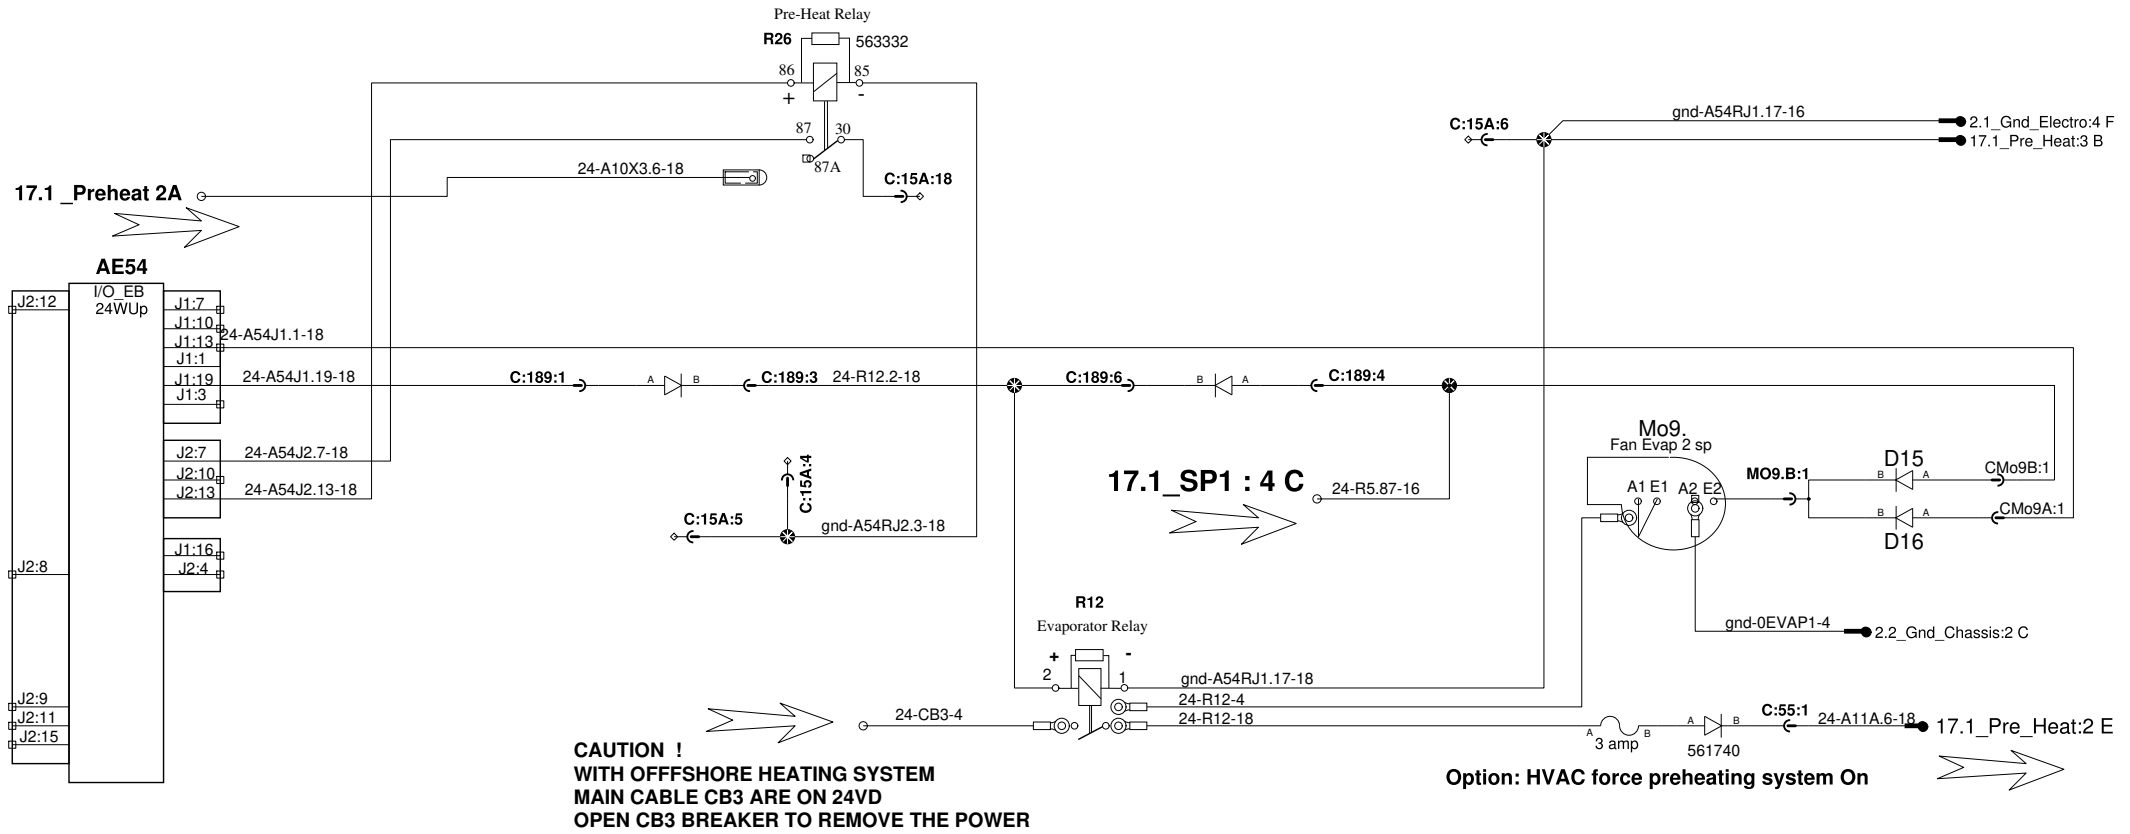 Pre-Heat Relay
R26
563332
86
85
+
-
87
30
87A
24-A10X3.6-18
C:15A:18
17.1 _Preheat 2A
C:15A:6
gnd-A54RJ1.17-16
2.1_Gnd_Electro:4 F
17.1_Pre_Heat:3 B
AE54
I/O_EB
24WUp
J2:12
J1:7
J1:10
J1:13
24-A54J1.1-18
J1:1
J1:19
24-A54J1.19-18
J1:3
C:189:1
A
B
C:189:3
24-R12.2-18
C:189:6
B
A
C:189:4
J2:7
24-A54J2.7-18
J2:10
J2:13
24-A54J2.13-18
J1:16
J2:4
J2:8
J2:9
J2:11
J2:15
C:15A:4
C:15A:5
gnd-A54RJ2.3-18
17.1_SP1 : 4 C
24-R5.87-16
Mo9.
Fan Evap 2 sp
A1 E1
A2 E2
MO9.B:1
D15
B
A
CMo9B:1
B
A
CMo9A:1
D16
gnd-0EVAP1-4
2.2_Gnd_Chassis:2 C
R12
Evaporator Relay
+
-
2
1
gnd-A54RJ1.17-18
24-R12-4
24-CB3-4
24-R12-18
A
B
3 amp
A
B
561740
C:55:1
24-A11A.6-18
17.1_Pre_Heat:2 E
Option: HVAC force preheating system On
CAUTION !
WITH OFFFSHORE HEATING SYSTEM
MAIN CABLE CB3 ARE ON 24VD
OPEN CB3 BREAKER TO REMOVE THE POWER